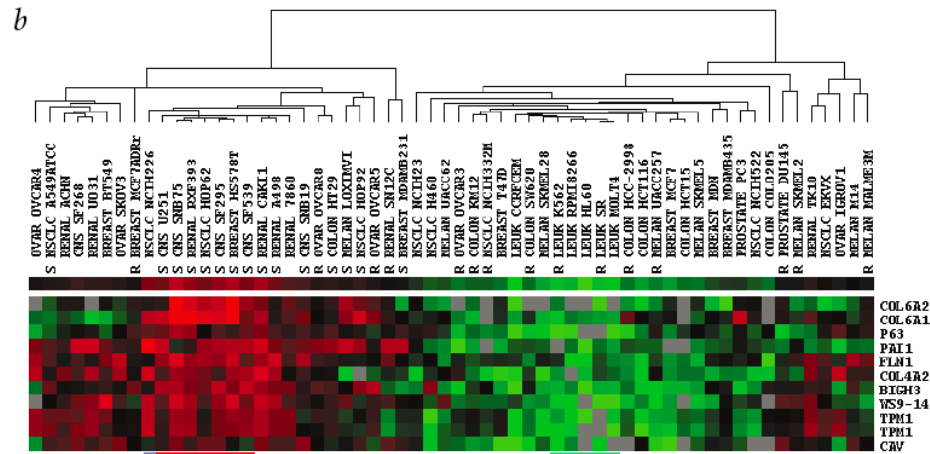 b
OVAR OVCAR4
S NSCLC A549ATCC
RENAL ACHN
CNS SF268
RENAL UO31
BREAST BT549
OVAR SKOV3
R BREAST MCF7ADRr
NSCLC NCIH226
S CNS U251
S CNS SNB75
S RENAL RXF393
S NSCLC HOP62
S CNS SF295
S BREAST HS578T
S CNS SF539
S RENAL CAKI1
S RENAL A498
RENAL 7860
S CNS SNB19
R OVAR OVCAR8
S COLON HT29
S MELAN LOXIMVI
S NSCLC HOP92
R OVAR OVCAR5
R RENAL SN12C
S BREAST MDAMB231
NSCLC NCIH23
NSCLC H460
MELAN UACC62
R OVAR OVCAR3
R COLON KM12
R NSCLC NCIH332M
BREAST T47D
LEUK CCRFCEM
R COLON SW620
MELAN SKMEL28
R LEUK K562
LEUK RPMI8266
LEUK HL60
R LEUK SR
LEUK MOLT4
R COLON HCC-2998
COLON HCT116
R MELAN UACC257
BREAST MCF7
COLON HCT15
MELAN SKMEL5
BREAST MDN
BREAST MDAMB435
PROSTATE PC3
NSCLC NCIH522
COLON COLO205
R PROSTATE DU145
R MELAN SKMEL2
RENAL TK10
NSCLC EKVX
OVAR IGROV1
MELAN M14
R MELAN MALME3M
COL6A2
COL6A1
P63
PAI1
FLN1
COL4A2
BIGH3
WS9-14
TPM1
TPM1
CAV